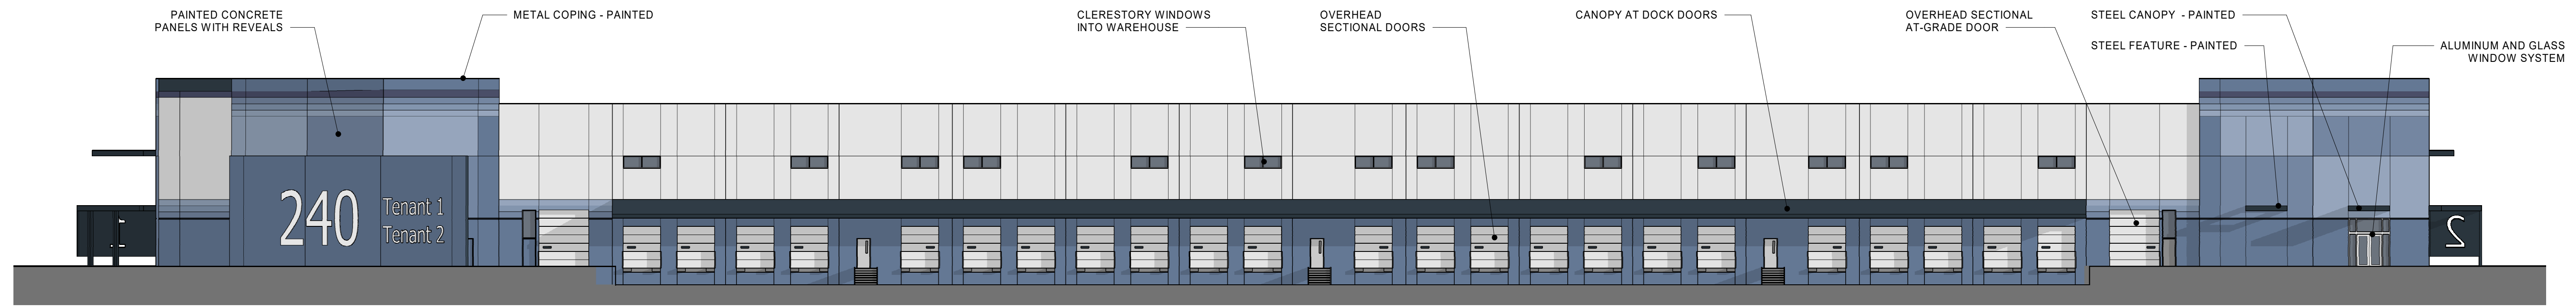 PAINTED CONCRETE
PANELS WITH REVEALS
METAL COPING - PAINTED
CLERESTORY WINDOWS
INTO WAREHOUSE
OVERHEAD
SECTIONAL DOORS
CANOPY AT DOCK DOORS
OVERHEAD SECTIONAL
AT-GRADE DOOR
STEEL CANOPY - PAINTED
STEEL FEATURE - PAINTED
ALUMINUM AND GLASS
WINDOW SYSTEM
240
Tenant 1
Tenant 2
2